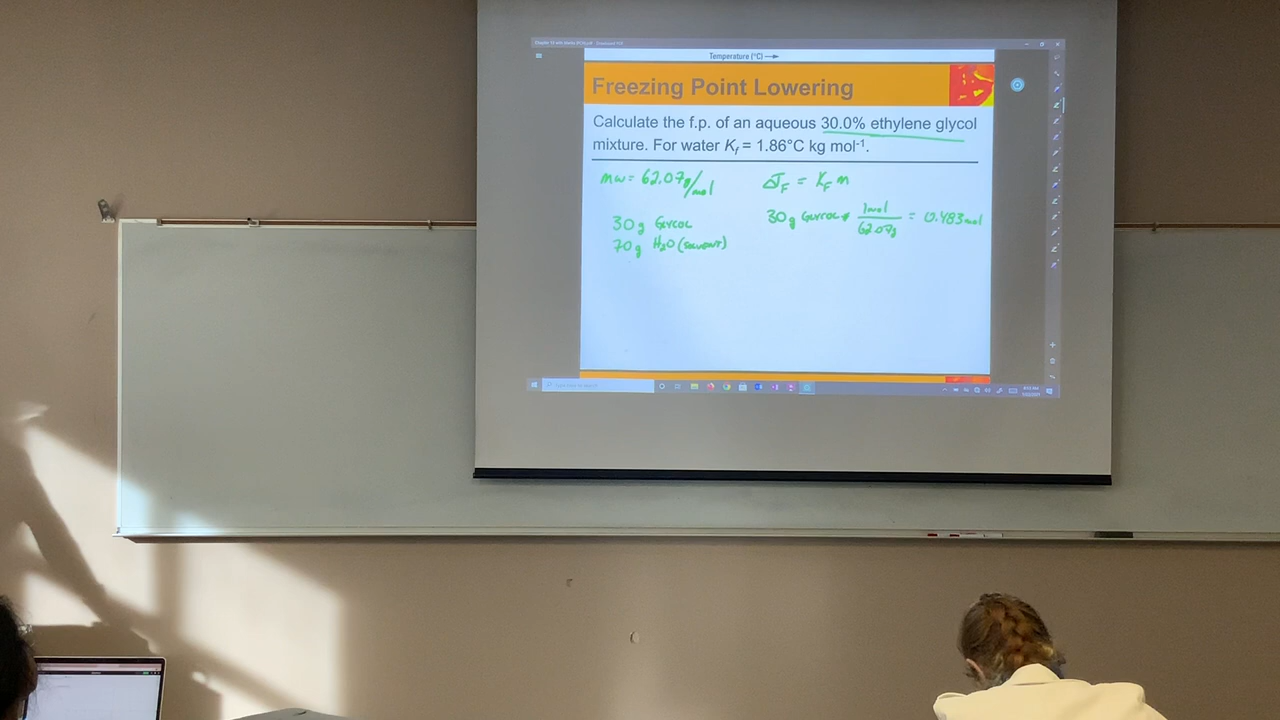 Temperature (°C) →
Freezing Point Lowering
Calculate the f.p. of an aqueous 30.0% ethylene glycol
mixture. For water Kf = 1.86°C kg mol-1.
MW = 62.07g/mol
ΔTF = KF m
30g GLYCOL
70g H2O (SOLVENT)
30g GLYCOL * 1mol / 62.07g = 0.483mol